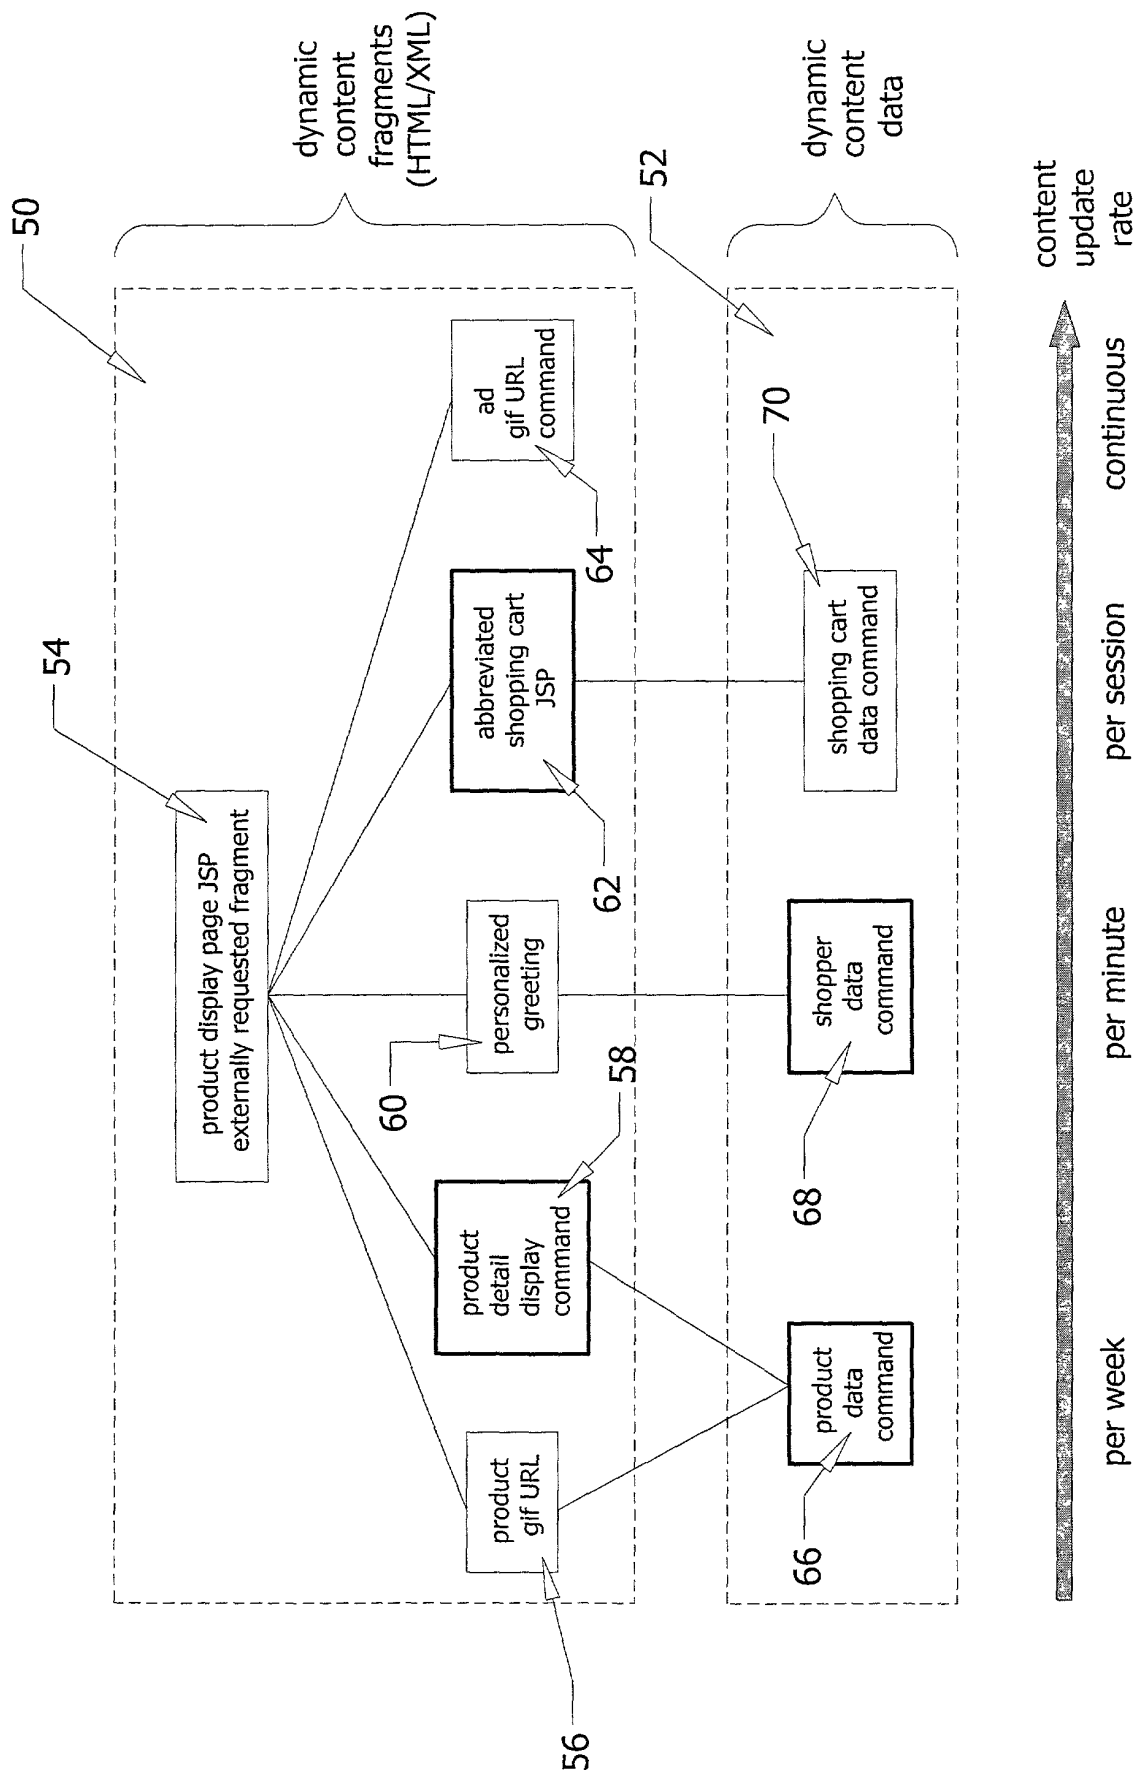 50
dynamic
content
fragments
(HTML/XML)
54
product display page JSP
externally requested fragment
product
gif URL
56
product
detail
display
command
58
personalized
greeting
60
abbreviated
shopping cart
JSP
62
ad
gif URL
command
64
52
dynamic
content
data
product
data
command
66
shopper
data
command
68
shopping cart
data command
70
per week
per minute
per session
continuous
content
update
rate